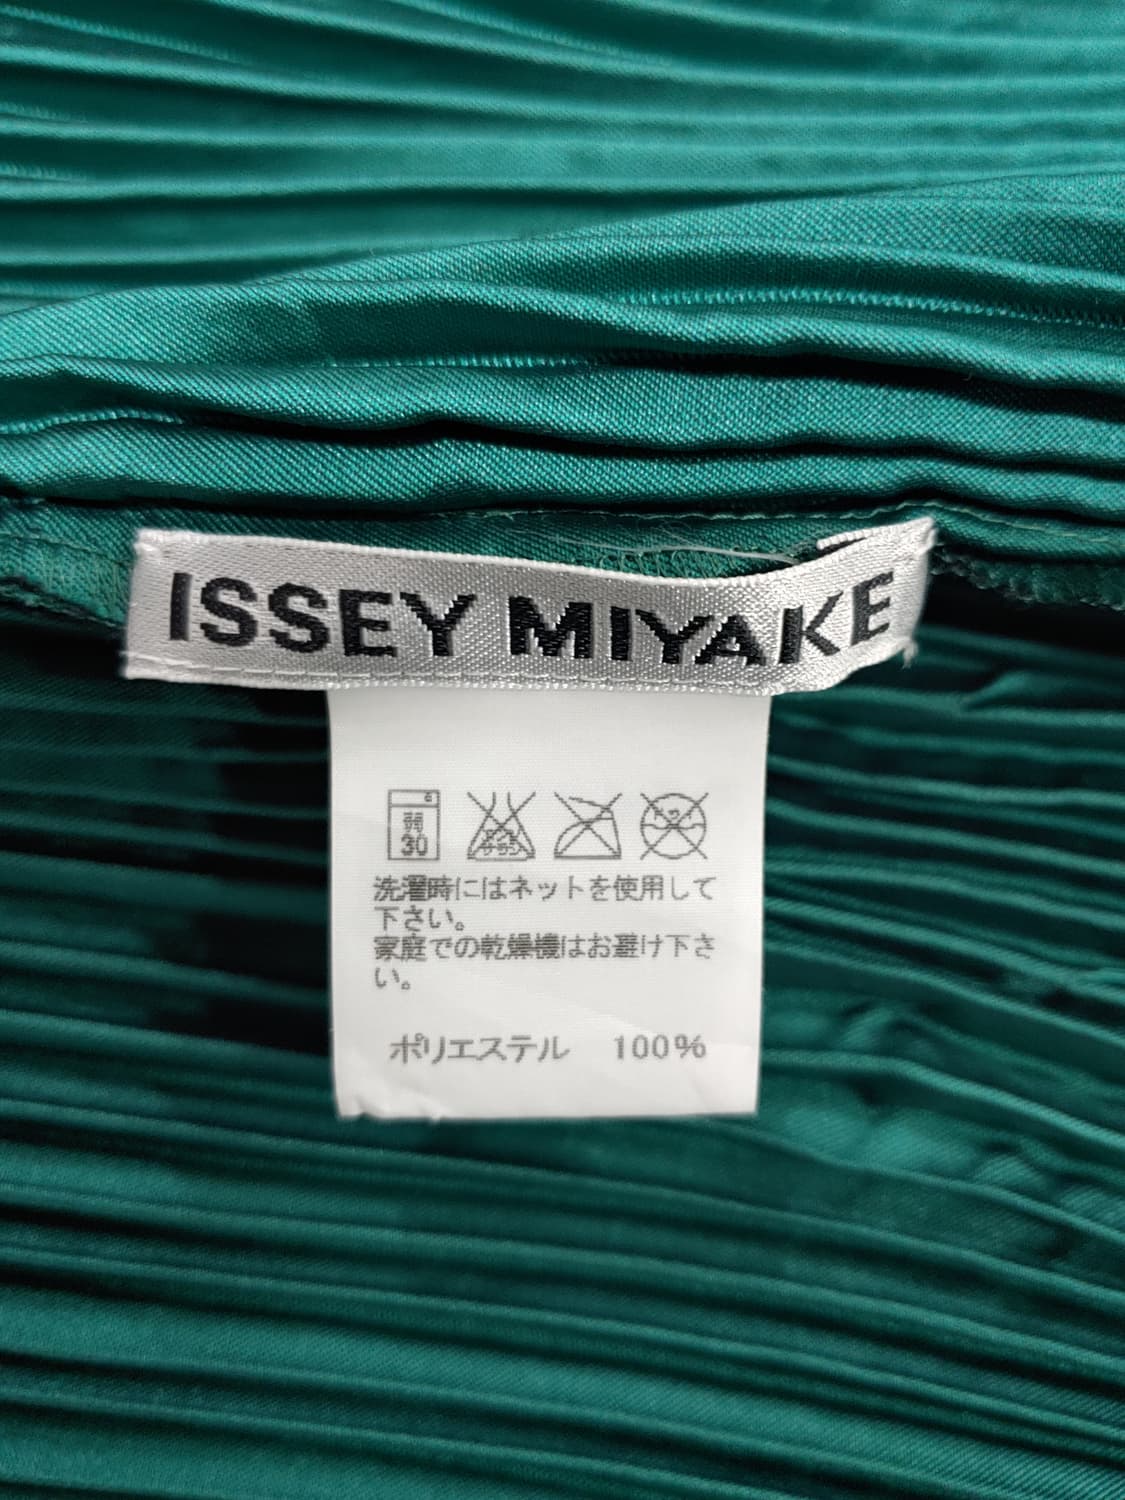 ISSEY MIYAKE
弱
30
洗濯時にはネットを使用して
下さい。
家庭での乾燥機はお避け下さ
い。
ポリエステル 100%